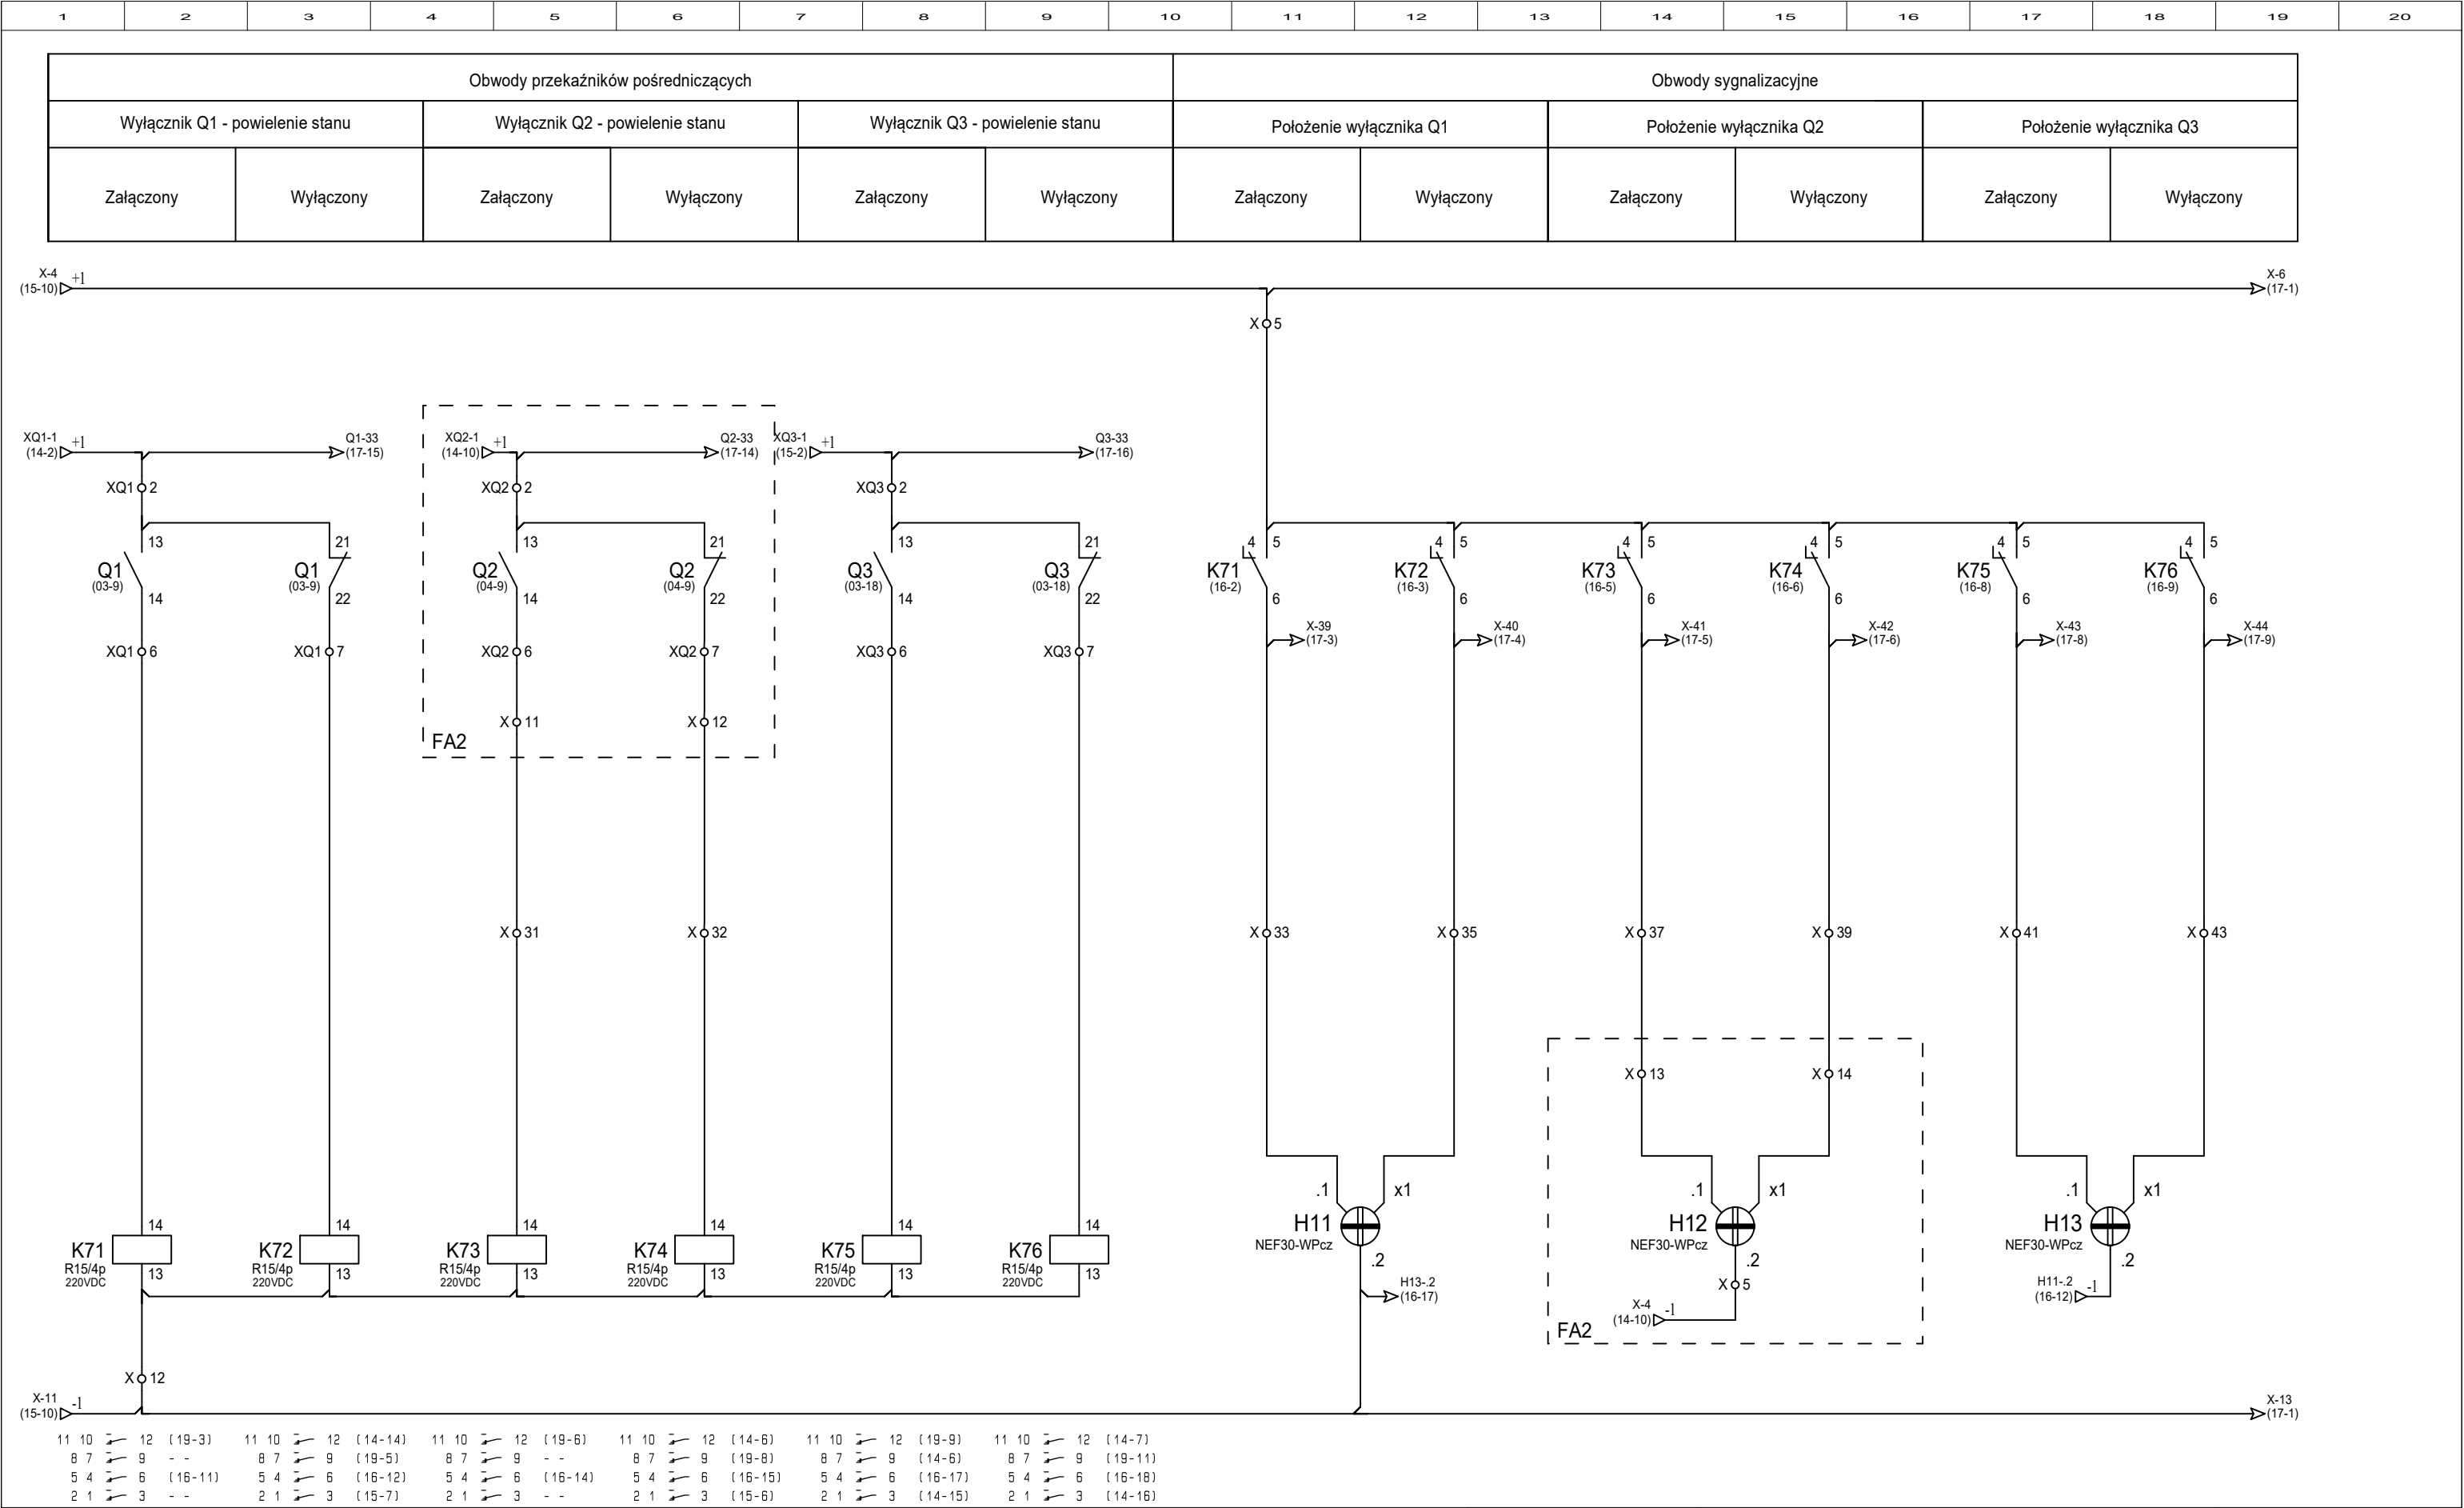 1 2 3 4 5 6 7 8 9 10 11 12 13 14 15 16 17 18 19 20
Obwody przekaźników pośredniczących Obwody sygnalizacyjne
Wyłącznik Q1 - powielenie stanu Wyłącznik Q2 - powielenie stanu Wyłącznik Q3 - powielenie stanu Położenie wyłącznika Q1 Położenie wyłącznika Q2 Położenie wyłącznika Q3
Załączony Wyłączony Załączony Wyłączony Załączony Wyłączony Załączony Wyłączony Załączony Wyłączony Załączony Wyłączony
X-4 +1 X-6
(15-10) (17-1)
X 5
XQ1-1 +1 Q1-33 XQ2-1 +1 Q2-33 XQ3-1 +1 Q3-33
(14-2) (17-15) (14-10) (17-14) (15-2) (17-16)
XQ1 2 XQ2 2 XQ3 2
13 21 13 21 13 21 4 5 4 5 4 5 4 5 4 5 4 5
Q1 Q1 Q2 Q2 Q3 Q3 K71 K72 K73 K74 K75 K76
(03-9) (03-9) (04-9) (04-9) (03-18) (03-18) (16-2) (16-3) (16-5) (16-6) (16-8) (16-9)
14 22 14 22 14 22 6 6 6 6 6 6
X-39 X-40 X-41 X-42 X-43 X-44
(17-3) (17-4) (17-5) (17-6) (17-8) (17-9)
XQ1 6 XQ1 7 XQ2 6 XQ2 7 XQ3 6 XQ3 7
X 11 X 12
FA2
X 31 X 32 X 33 X 35 X 37 X 39 X 41 X 43
X 13 X 14
.1 x1 .1 x1 .1 x1
14 14 14 14 14 14 H11 H12 H13
K71 K72 K73 K74 K75 K76 NEF30-WPcz NEF30-WPcz NEF30-WPcz
R15/4p R15/4p R15/4p R15/4p R15/4p R15/4p
220VDC 220VDC 220VDC 220VDC 220VDC 220VDC
13 13 13 13 13 13 .2 .2 .2
H13-.2 X 5 H11-.2 -1
(16-17) (16-12)
X-4 -1
(14-10)
FA2
X 12
X-11 -1 X-13
(15-10) (17-1)
11 10 12 (19-3) 11 10 12 (14-14) 11 10 12 (19-6) 11 10 12 (14-6) 11 10 12 (19-9) 11 10 12 (14-7)
8 7 9 - - 8 7 9 (19-5) 8 7 9 - - 8 7 9 (19-8) 8 7 9 (14-6) 8 7 9 (19-11)
5 4 6 (16-11) 5 4 6 (16-12) 5 4 6 (16-14) 5 4 6 (16-15) 5 4 6 (16-17) 5 4 6 (16-18)
2 1 3 - - 2 1 3 (15-7) 2 1 3 - - 2 1 3 (15-6) 2 1 3 (14-15) 2 1 3 (14-16)